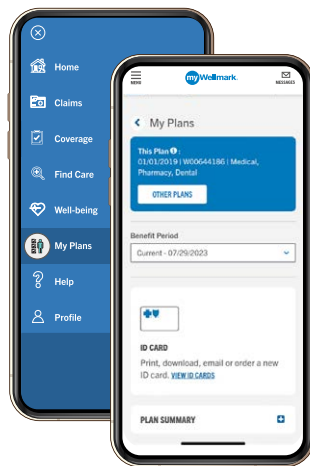 Home
Claims
Coverage
Find Care
Well-being
My Plans
Help
Profile
MENU
myWellmark.
MESSAGES
My Plans
This Plan :
01/01/2019 | W00644186 | Medical,
Pharmacy, Dental
OTHER PLANS
Benefit Period
Current - 07/29/2023
ID CARD
Print, download, email or order a new
ID card. VIEW ID CARDS
PLAN SUMMARY